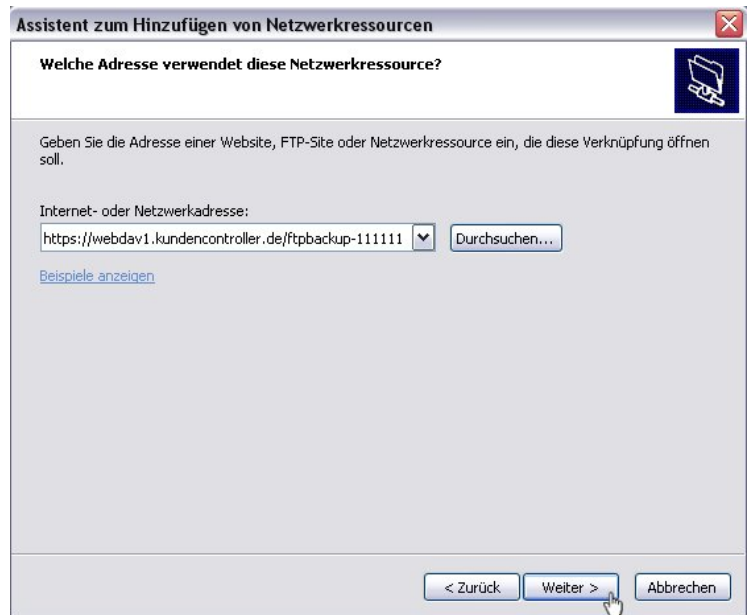 Assistent zum Hinzufügen von Netzwerkressourcen
Welche Adresse verwendet diese Netzwerkressource?
Geben Sie die Adresse einer Website, FTP-Site oder Netzwerkressource ein, die diese Verknüpfung öffnen
soll.
Internet- oder Netzwerkadresse:
https://webdav1.kundencontroller.de/ftpbackup-111111
Durchsuchen...
Beispiele anzeigen
< Zurück
Weiter >
Abbrechen